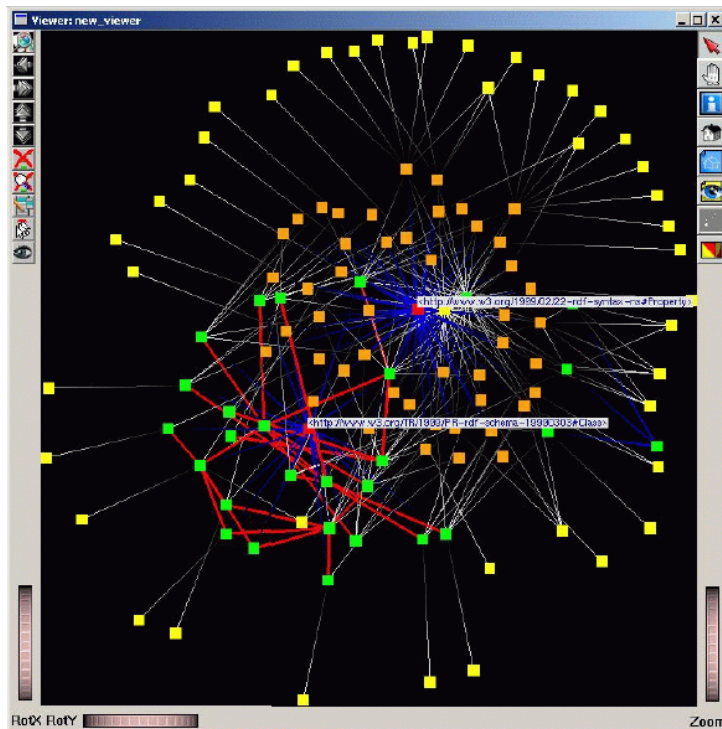 Viewer: new_viewer
<http://www.w3.org/1999/02/22-rdf-syntax-ns#Property>
<http://www.w3.org/TR/1999/PR-rdf-schema-19990303#Class>
RotX RotY
Zoom